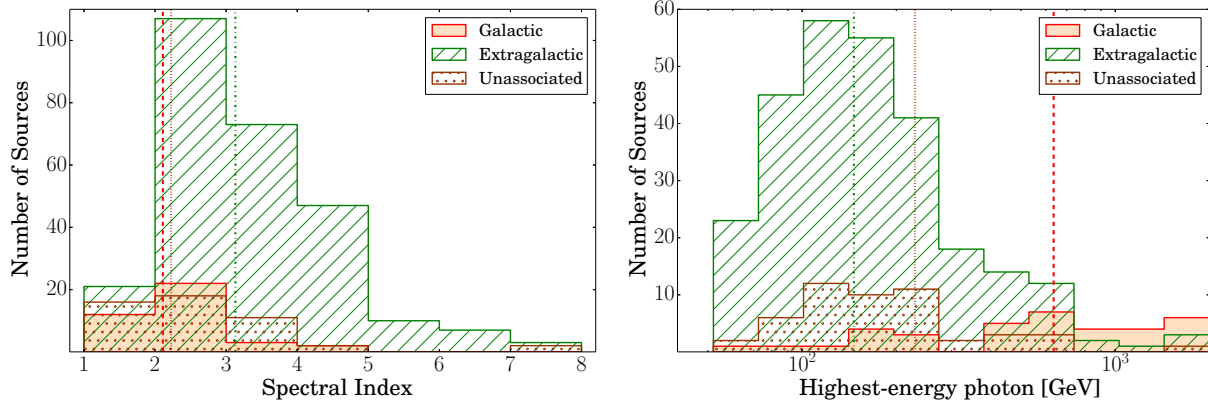 Number of Sources
100
80
60
40
20
1 2 3 4 5 6 7 8
Spectral Index
Galactic
Extragalactic
Unassociated
Number of Sources
60
50
40
30
20
10
10² 10³
Highest-energy photon [GeV]
Galactic
Extragalactic
Unassociated